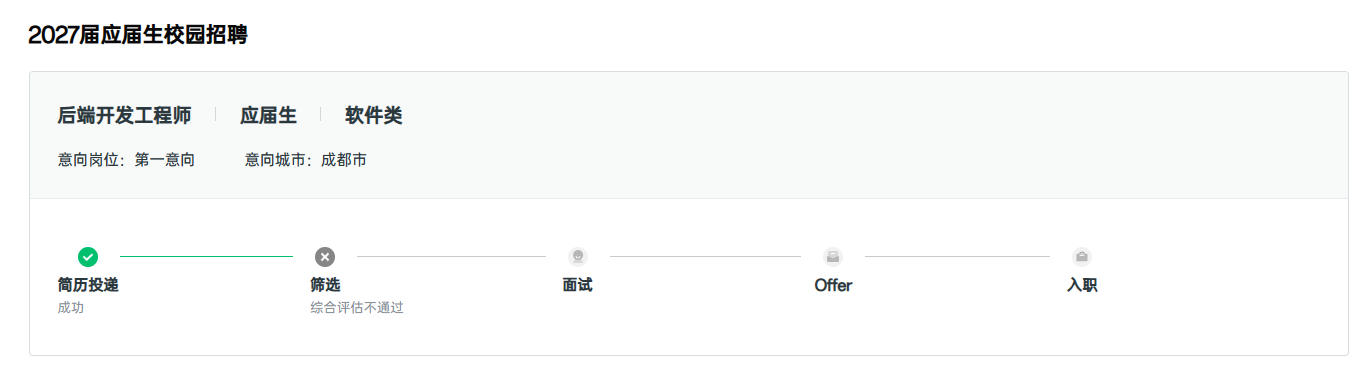 2027届应届生校园招聘
后端开发工程师 应届生 软件类
意向岗位：第一意向 意向城市：成都市
简历投递 筛选 面试 Offer 入职
成功 综合评估不通过